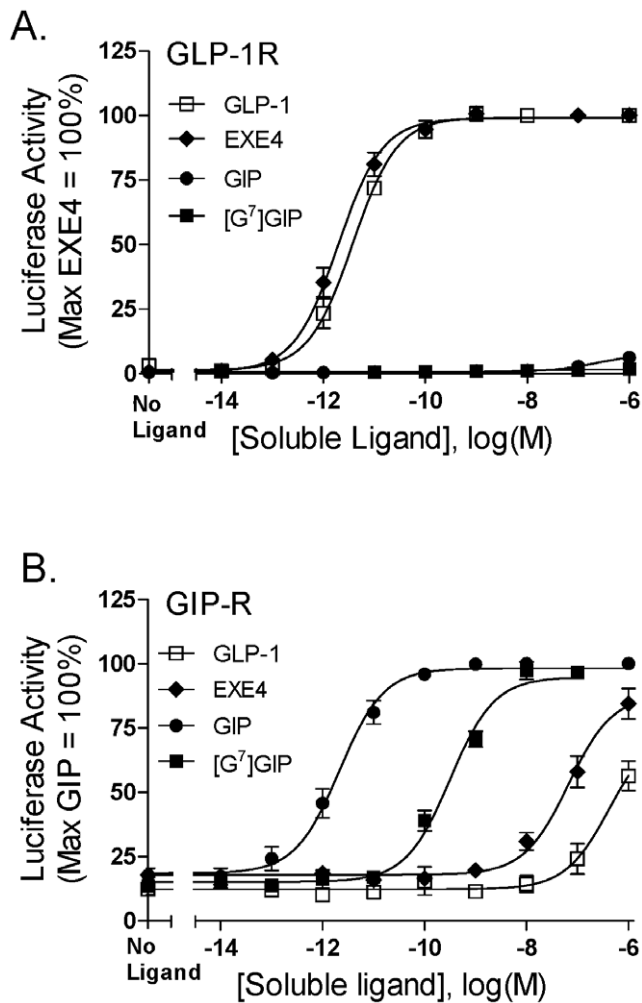 A.
GLP-1R
GLP-1
EXE4
GIP
[G⁷]GIP
Luciferase Activity
(Max EXE4 = 100%)
125
100
75
50
25
0
No
Ligand
-14
-12
-10
-8
-6
[Soluble Ligand], log(M)
B.
GIP-R
GLP-1
EXE4
GIP
[G⁷]GIP
Luciferase Activity
(Max GIP = 100%)
125
100
75
50
25
0
No
Ligand
-14
-12
-10
-8
-6
[Soluble ligand], log(M)